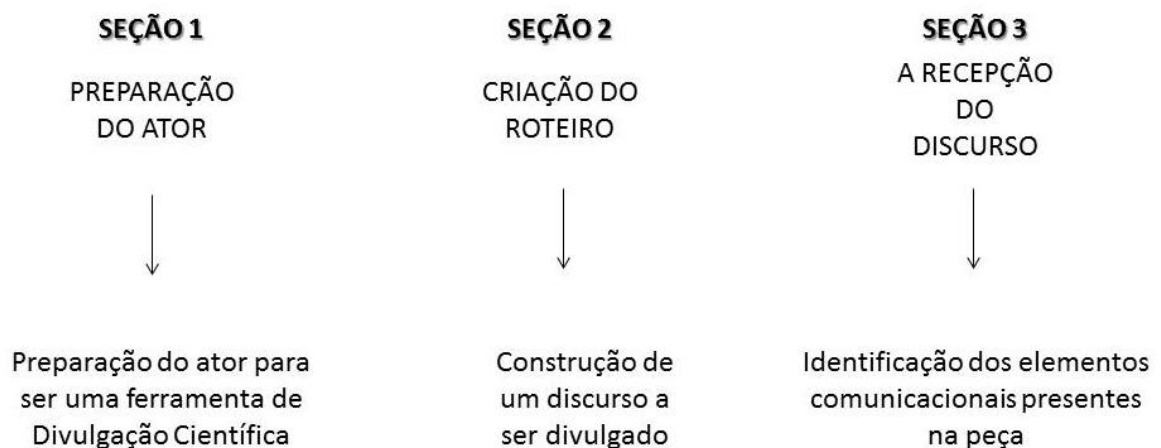 SEÇÃO 1
PREPARAÇÃO
DO ATOR
Preparação do ator para
ser uma ferramenta de
Divulgação Científica
SEÇÃO 2
CRIAÇÃO DO
ROTEIRO
Construção de
um discurso a
ser divulgado
SEÇÃO 3
A RECEPÇÃO
DO
DISCURSO
Identificação dos elementos
comunicacionais presentes
na peça